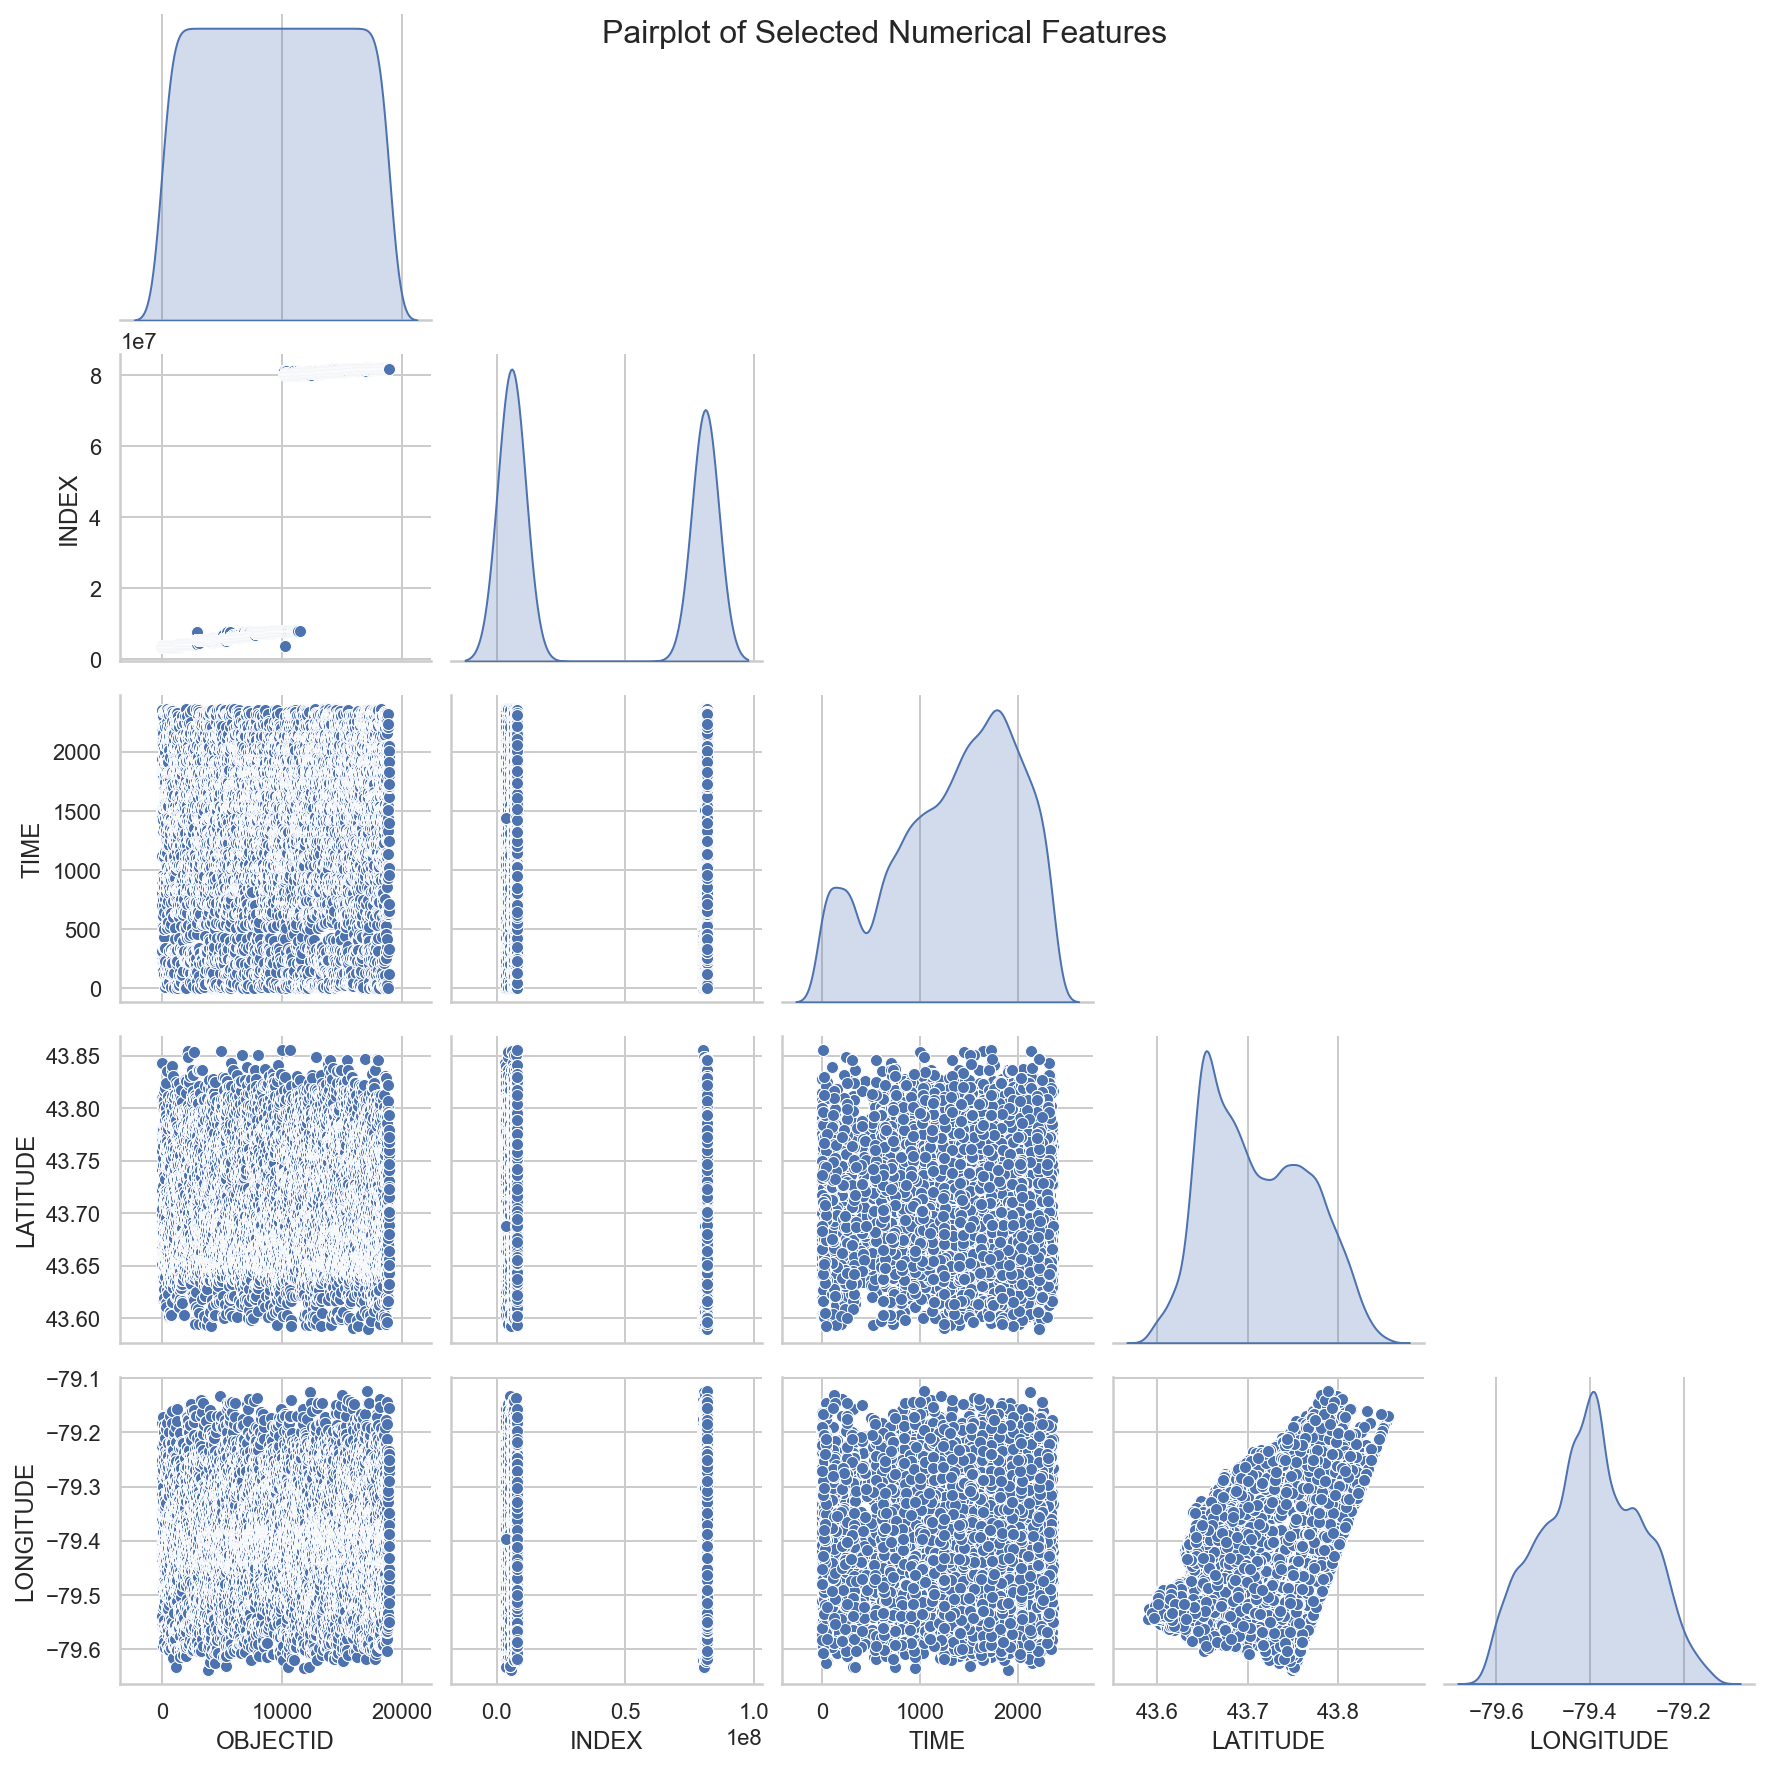 Pairplot of Selected Numerical Features
1e7
8
6
4
2
0
INDEX
2000
1500
1000
500
0
TIME
43.85
43.80
43.75
43.70
43.65
43.60
LATITUDE
−79.1
−79.2
−79.3
−79.4
−79.5
−79.6
LONGITUDE
0 10000 20000
OBJECTID
0.0 0.5 1.0
1e8
INDEX
0 1000 2000
TIME
43.6 43.7 43.8
LATITUDE
−79.6 −79.4 −79.2
LONGITUDE